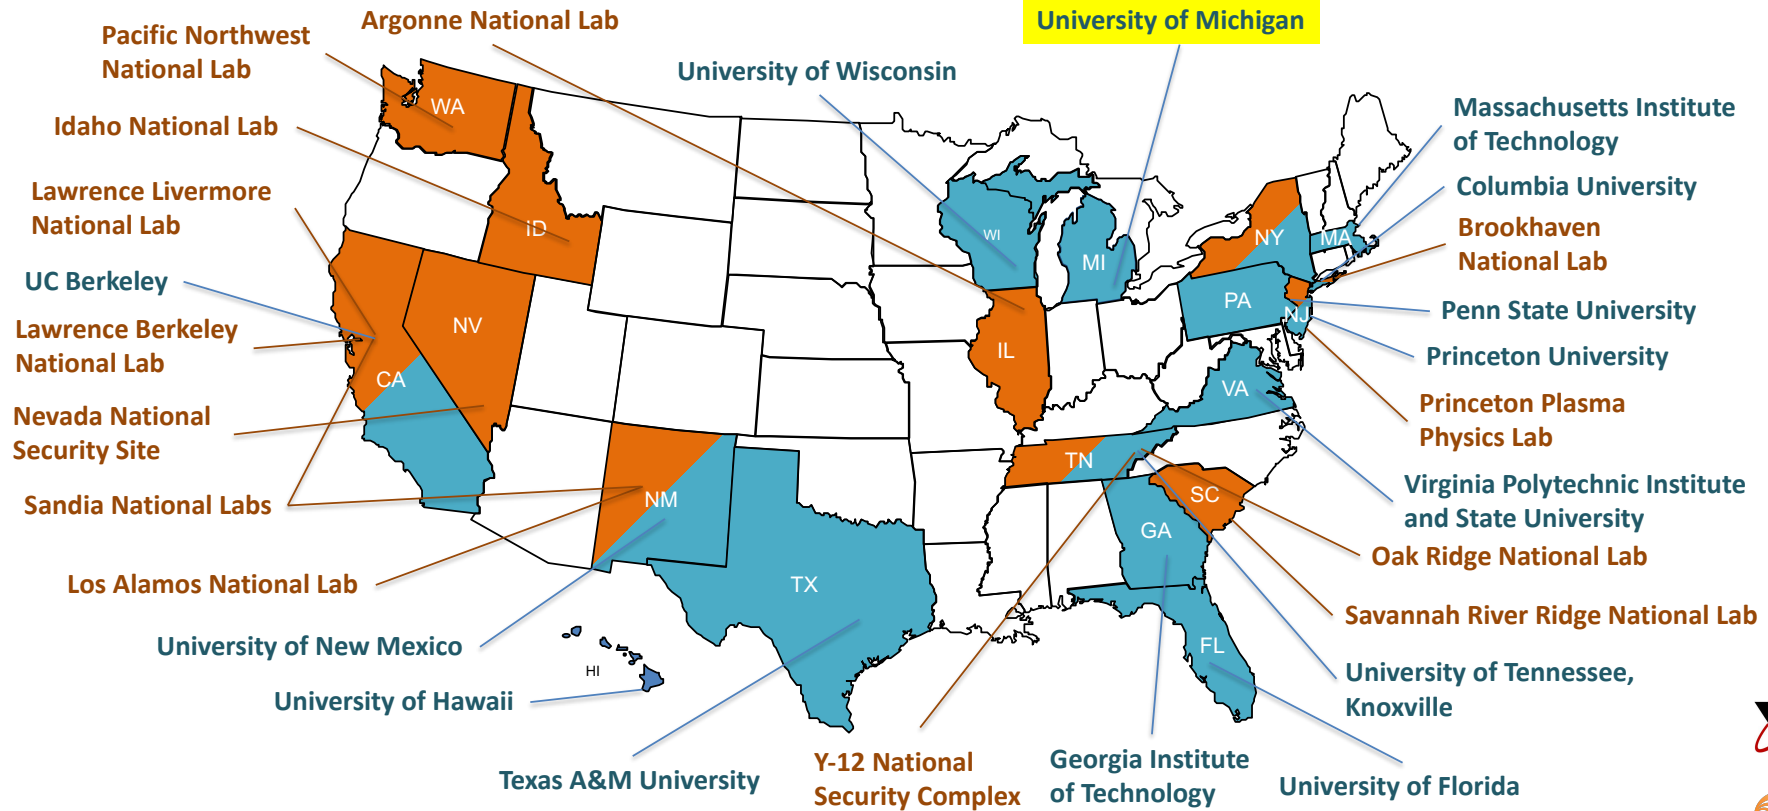 Argonne National Lab
University of Michigan
Pacific Northwest
National Lab
University of Wisconsin
Massachusetts Institute
of Technology
Idaho National Lab
Columbia University
Lawrence Livermore
National Lab
Brookhaven
National Lab
UC Berkeley
Penn State University
Lawrence Berkeley
National Lab
Princeton University
Nevada National
Security Site
Princeton Plasma
Physics Lab
Sandia National Labs
Virginia Polytechnic Institute
and State University
Los Alamos National Lab
Oak Ridge National Lab
Savannah River Ridge National Lab
University of New Mexico
University of Hawaii
University of Tennessee,
Knoxville
Texas A&M University
Y-12 National
Security Complex
Georgia Institute
of Technology
University of Florida
WA
ID
NV
CA
NM
TX
HI
WI
MI
IL
TN
NY
MA
PA
NJ
VA
SC
GA
FL